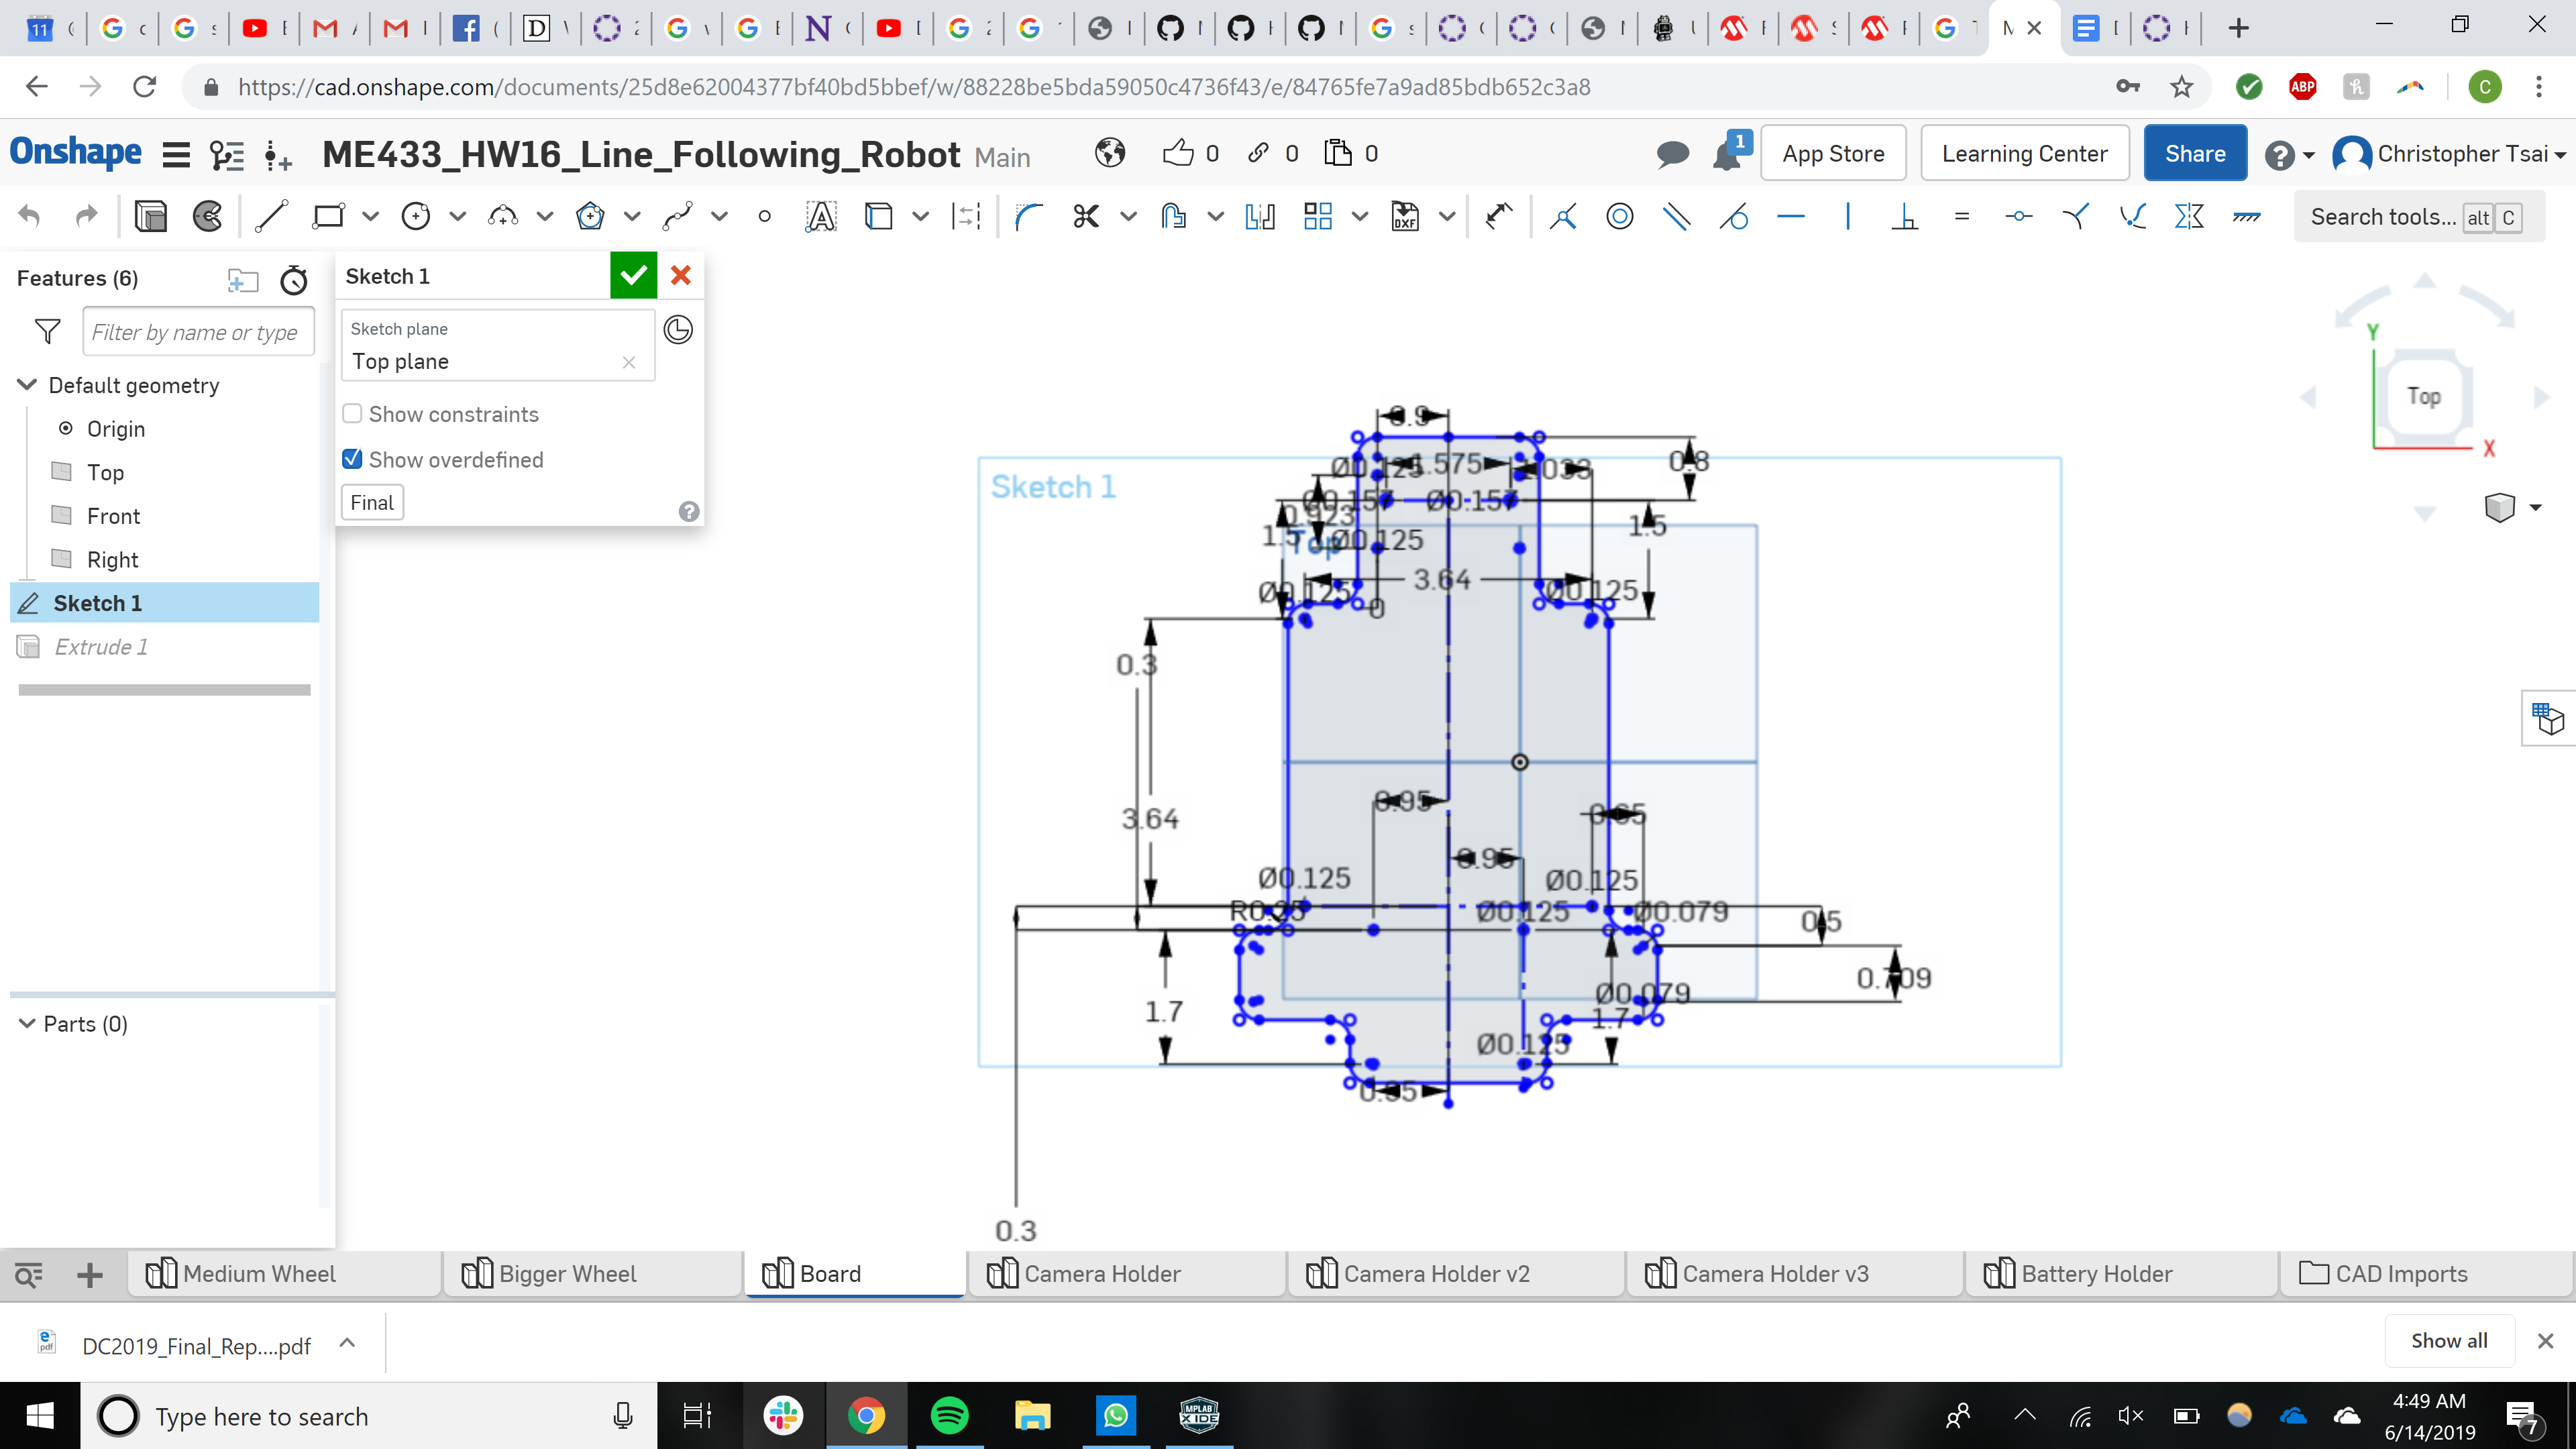 https://cad.onshape.com/documents/25d8e62004377bf40bd5bbef/w/88228be5bda59050c4736f43/e/84765fe7a9ad85bdb652c3a8
ABP
C
Onshape
ME433_HW16_Line_Following_Robot Main
0
0
0
1
App Store
Learning Center
Share
Christopher Tsai
DXF
Search tools... alt C
Features (6)
Filter by name or type
Default geometry
Origin
Top
Front
Right
Sketch 1
Extrude 1
Parts (0)
Sketch 1
Sketch plane
Top plane
Show constraints
Show overdefined
Final
Sketch 1
Top
Y
Top
X
0.9
Ø0.125
1.575
1.033
0.8
Ø0.157
Ø0.157
0.923
1.5
Ø0.125
1.5
3.64
Ø0.125
Ø0.125
0
0.3
3.64
0.95
0.65
0.95
Ø0.125
Ø0.125
R0.25
Ø0.125
Ø0.079
0.5
0.709
Ø0.079
1.7
1.7
Ø0.125
0.95
0.3
Medium Wheel
Bigger Wheel
Board
Camera Holder
Camera Holder v2
Camera Holder v3
Battery Holder
CAD Imports
DC2019_Final_Rep....pdf
Show all
Type here to search
MPLAB
X IDE
4:49 AM
6/14/2019
7